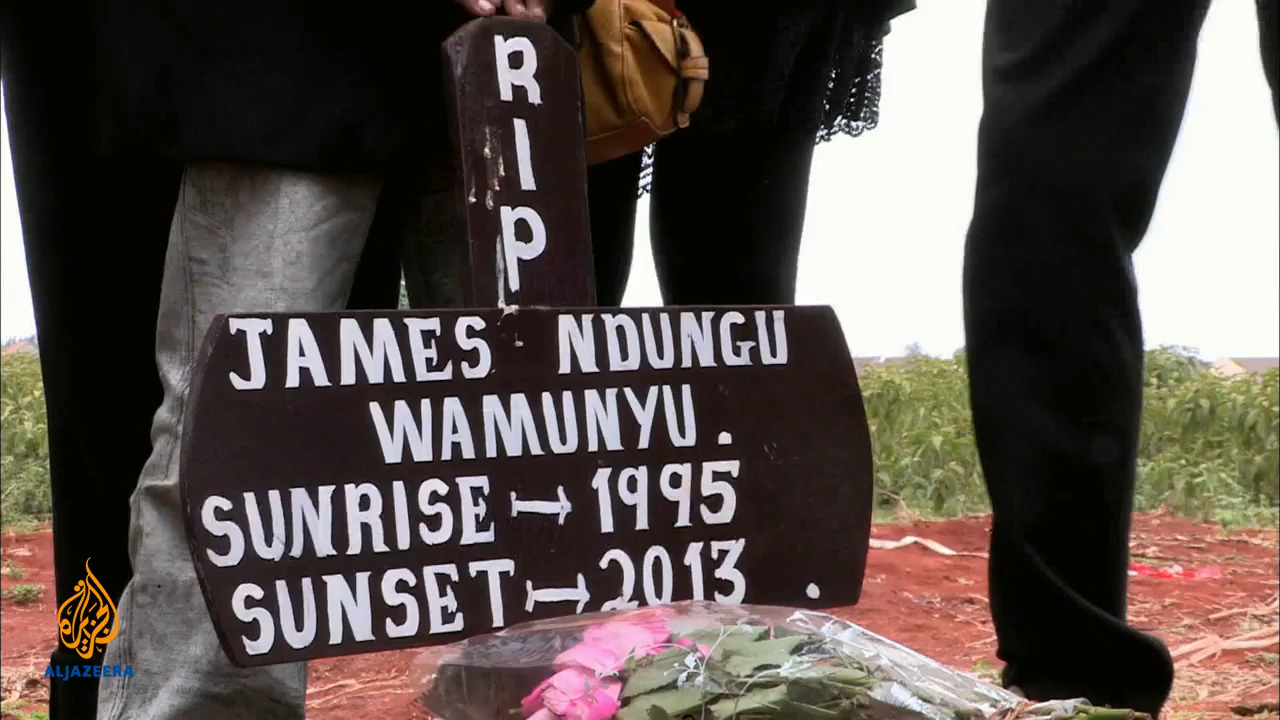 RIP
JAMES NDUNGU
WAMUNYU.
SUNRISE → 1995
SUNSET → 2013.
ALJAZEERA